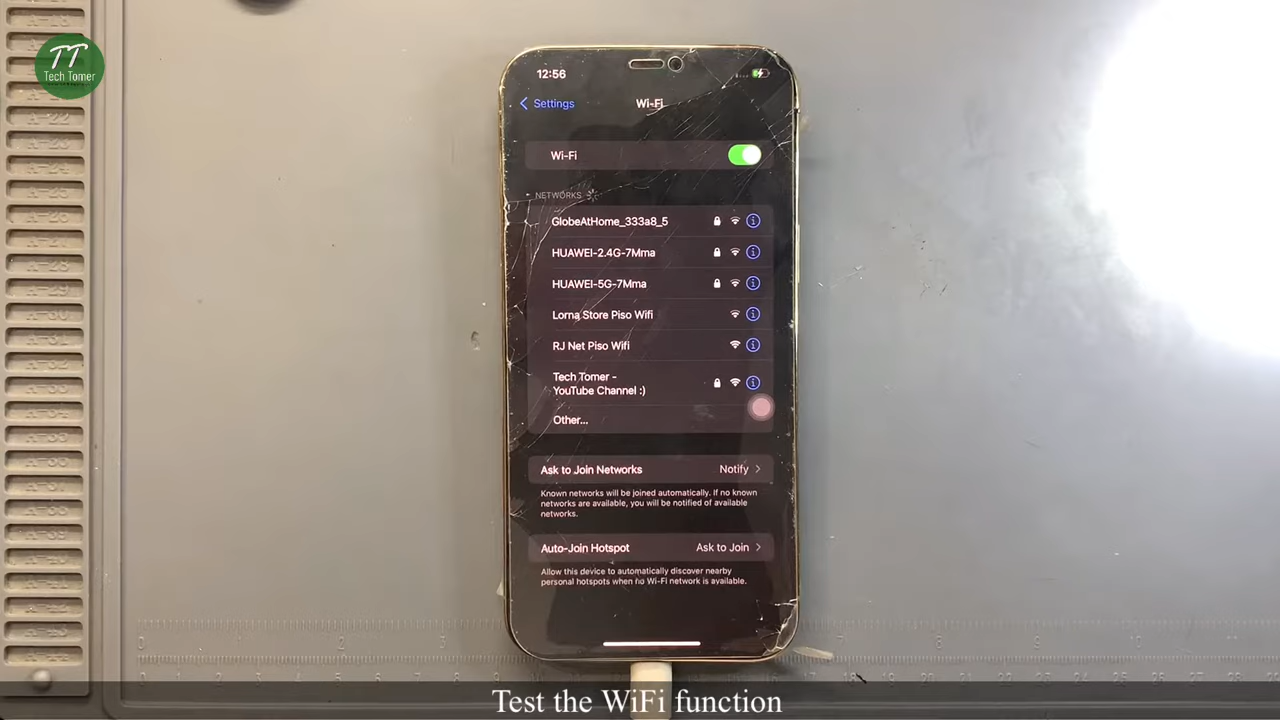 TT
Tech Tomer
12:56
Settings
Wi-Fi
Wi-Fi
NETWORKS
GlobeAtHome_333a8_5
HUAWEI-2.4G-7Mma
HUAWEI-5G-7Mma
Lorna Store Piso Wifi
RJ Net Piso Wifi
Tech Tomer -
YouTube Channel :)
Other...
Ask to Join Networks Notify
Known networks will be joined automatically. If no known
networks are available, you will be notified of available
networks.
Auto-Join Hotspot Ask to Join
Allow this device to automatically discover nearby
personal hotspots when no Wi-Fi network is available.
Test the WiFi function